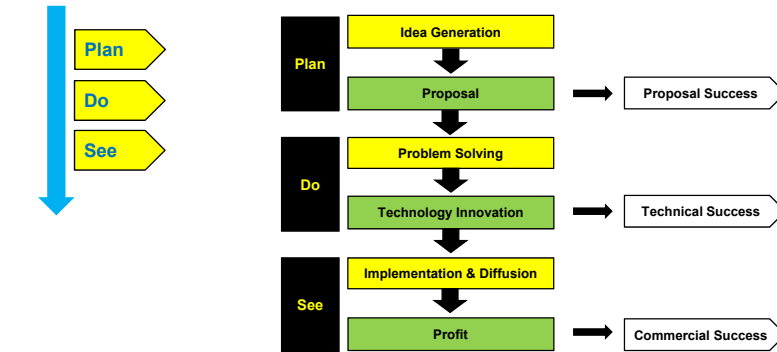 Plan
Do
See
Plan
Idea Generation
Proposal
Proposal Success
Do
Problem Solving
Technology Innovation
Technical Success
See
Implementation & Diffusion
Profit
Commercial Success